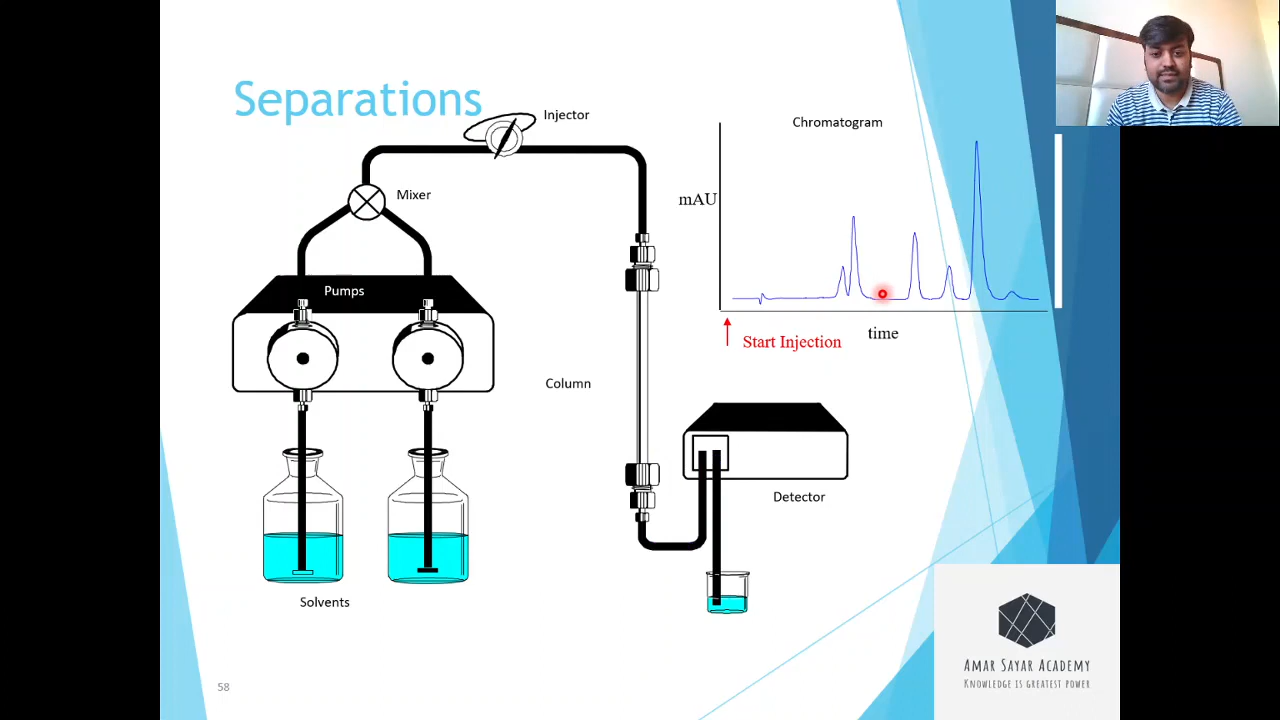 Separations
Injector
Chromatogram
Mixer
mAU
Pumps
Start Injection
time
Column
Detector
Solvents
AMAR SAYAR ACADEMY
KNOWLEDGE IS GREATEST POWER
58